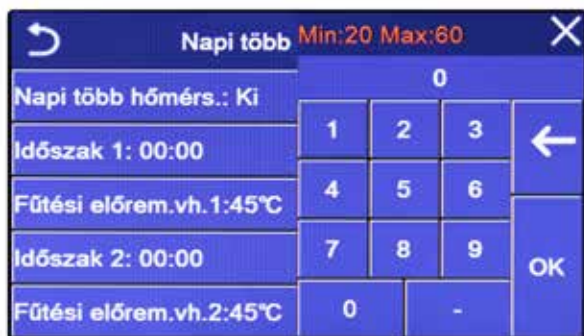 Napi több
Min:20 Max:60
Napi több hőmérs.: Ki
Időszak 1: 00:00
Fűtési előrem.vh.1:45℃
Időszak 2: 00:00
Fűtési előrem.vh.2:45℃
0
1 2 3
4 5 6
7 8 9
0 -
OK